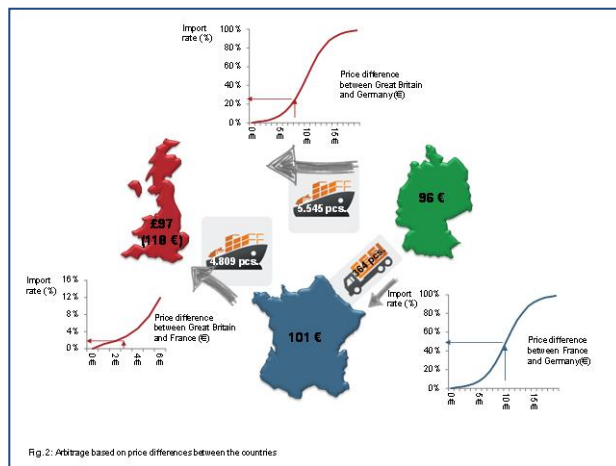 Import
rate (%)
100%
80%
60%
40%
20%
0%
0€
5€
10€
15€
Price difference
between Great Britain
and Germany (€)
5.545 pcs.
96 €
£97
(118 €)
4.809 pcs.
364 pcs.
Import
rate (%)
16%
12%
8%
4%
0%
0€
2€
4€
6€
Price difference
between Great Britain
and France (€)
101 €
Import
rate (%)
100%
80%
60%
40%
20%
0%
0€
5€
10€
15€
Price difference
between France
and Germany (€)
Fig. 2: Arbitrage based on price differences between the countries